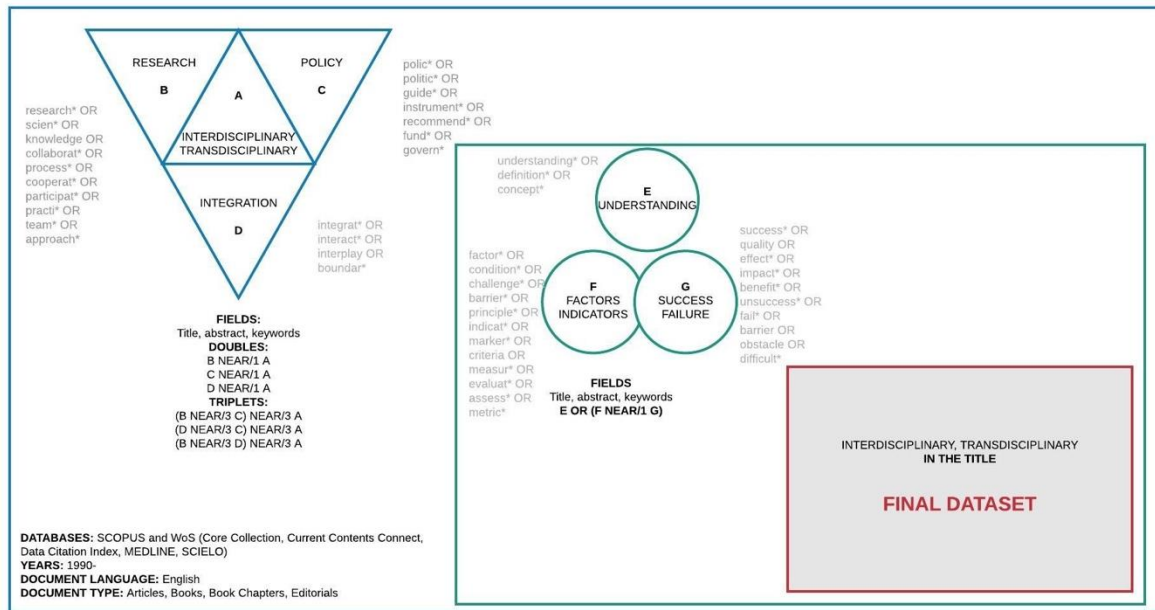 RESEARCH
B
POLICY
C
A
INTERDISCIPLINARY
TRANSDISCIPLINARY
INTEGRATION
D
research* OR
scien* OR
knowledge OR
collaborat* OR
process* OR
cooperat* OR
participat* OR
practi* OR
team* OR
approach*
polic* OR
politic* OR
guide* OR
instrument* OR
recommend* OR
fund* OR
govern*
integrat* OR
interact* OR
interplay OR
boundar*
FIELDS:
Title, abstract, keywords
DOUBLES:
B NEAR/1 A
C NEAR/1 A
D NEAR/1 A
TRIPLETS:
(B NEAR/3 C) NEAR/3 A
(D NEAR/3 C) NEAR/3 A
(B NEAR/3 D) NEAR/3 A
understanding* OR
definition* OR
concept*
E
UNDERSTANDING
factor* OR
condition* OR
challenge* OR
barrier* OR
principle* OR
indicat* OR
marker* OR
criteria OR
measur* OR
evaluat* OR
assess* OR
metric*
F
FACTORS
INDICATORS
G
SUCCESS
FAILURE
success* OR
quality OR
effect* OR
impact* OR
benefit* OR
unsuccess* OR
fail* OR
barrier OR
obstacle OR
difficult*
FIELDS
Title, abstract, keywords
E OR (F NEAR/1 G)
INTERDISCIPLINARY, TRANSDISCIPLINARY
IN THE TITLE
FINAL DATASET
DATABASES: SCOPUS and WoS (Core Collection, Current Contents Connect,
Data Citation Index, MEDLINE, SCIELO)
YEARS: 1990-
DOCUMENT LANGUAGE: English
DOCUMENT TYPE: Articles, Books, Book Chapters, Editorials